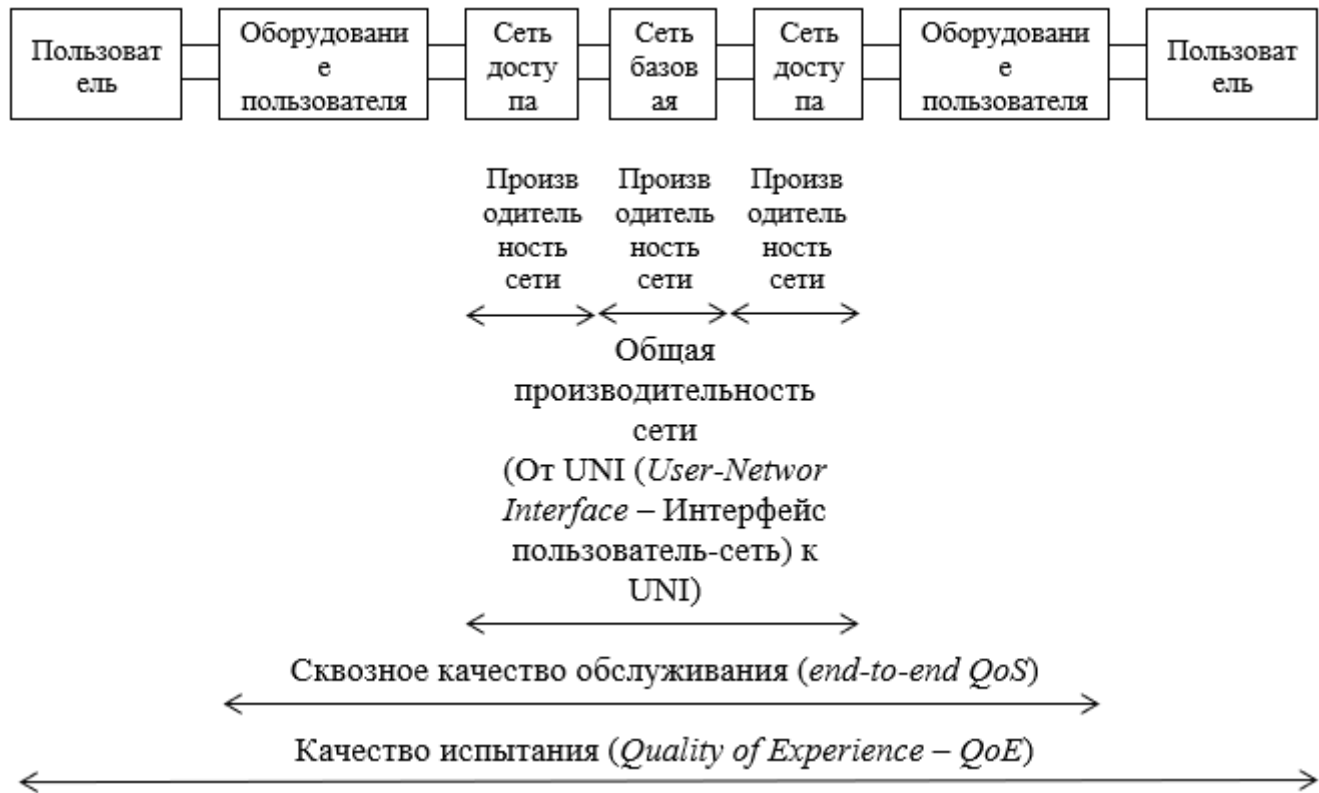 Пользоват
ель
Оборудовани
е
пользователя
Сеть
досту
па
Сеть
базов
ая
Сеть
досту
па
Оборудовани
е
пользователя
Пользоват
ель
Произв
одитель
ность
сети
Произв
одитель
ность
сети
Произв
одитель
ность
сети
Общая
производительность
сети
(От UNI (User-Networ
Interface – Интерфейс
пользователь-сеть) к
UNI)
Сквозное качество обслуживания (end-to-end QoS)
Качество испытания (Quality of Experience – QoE)